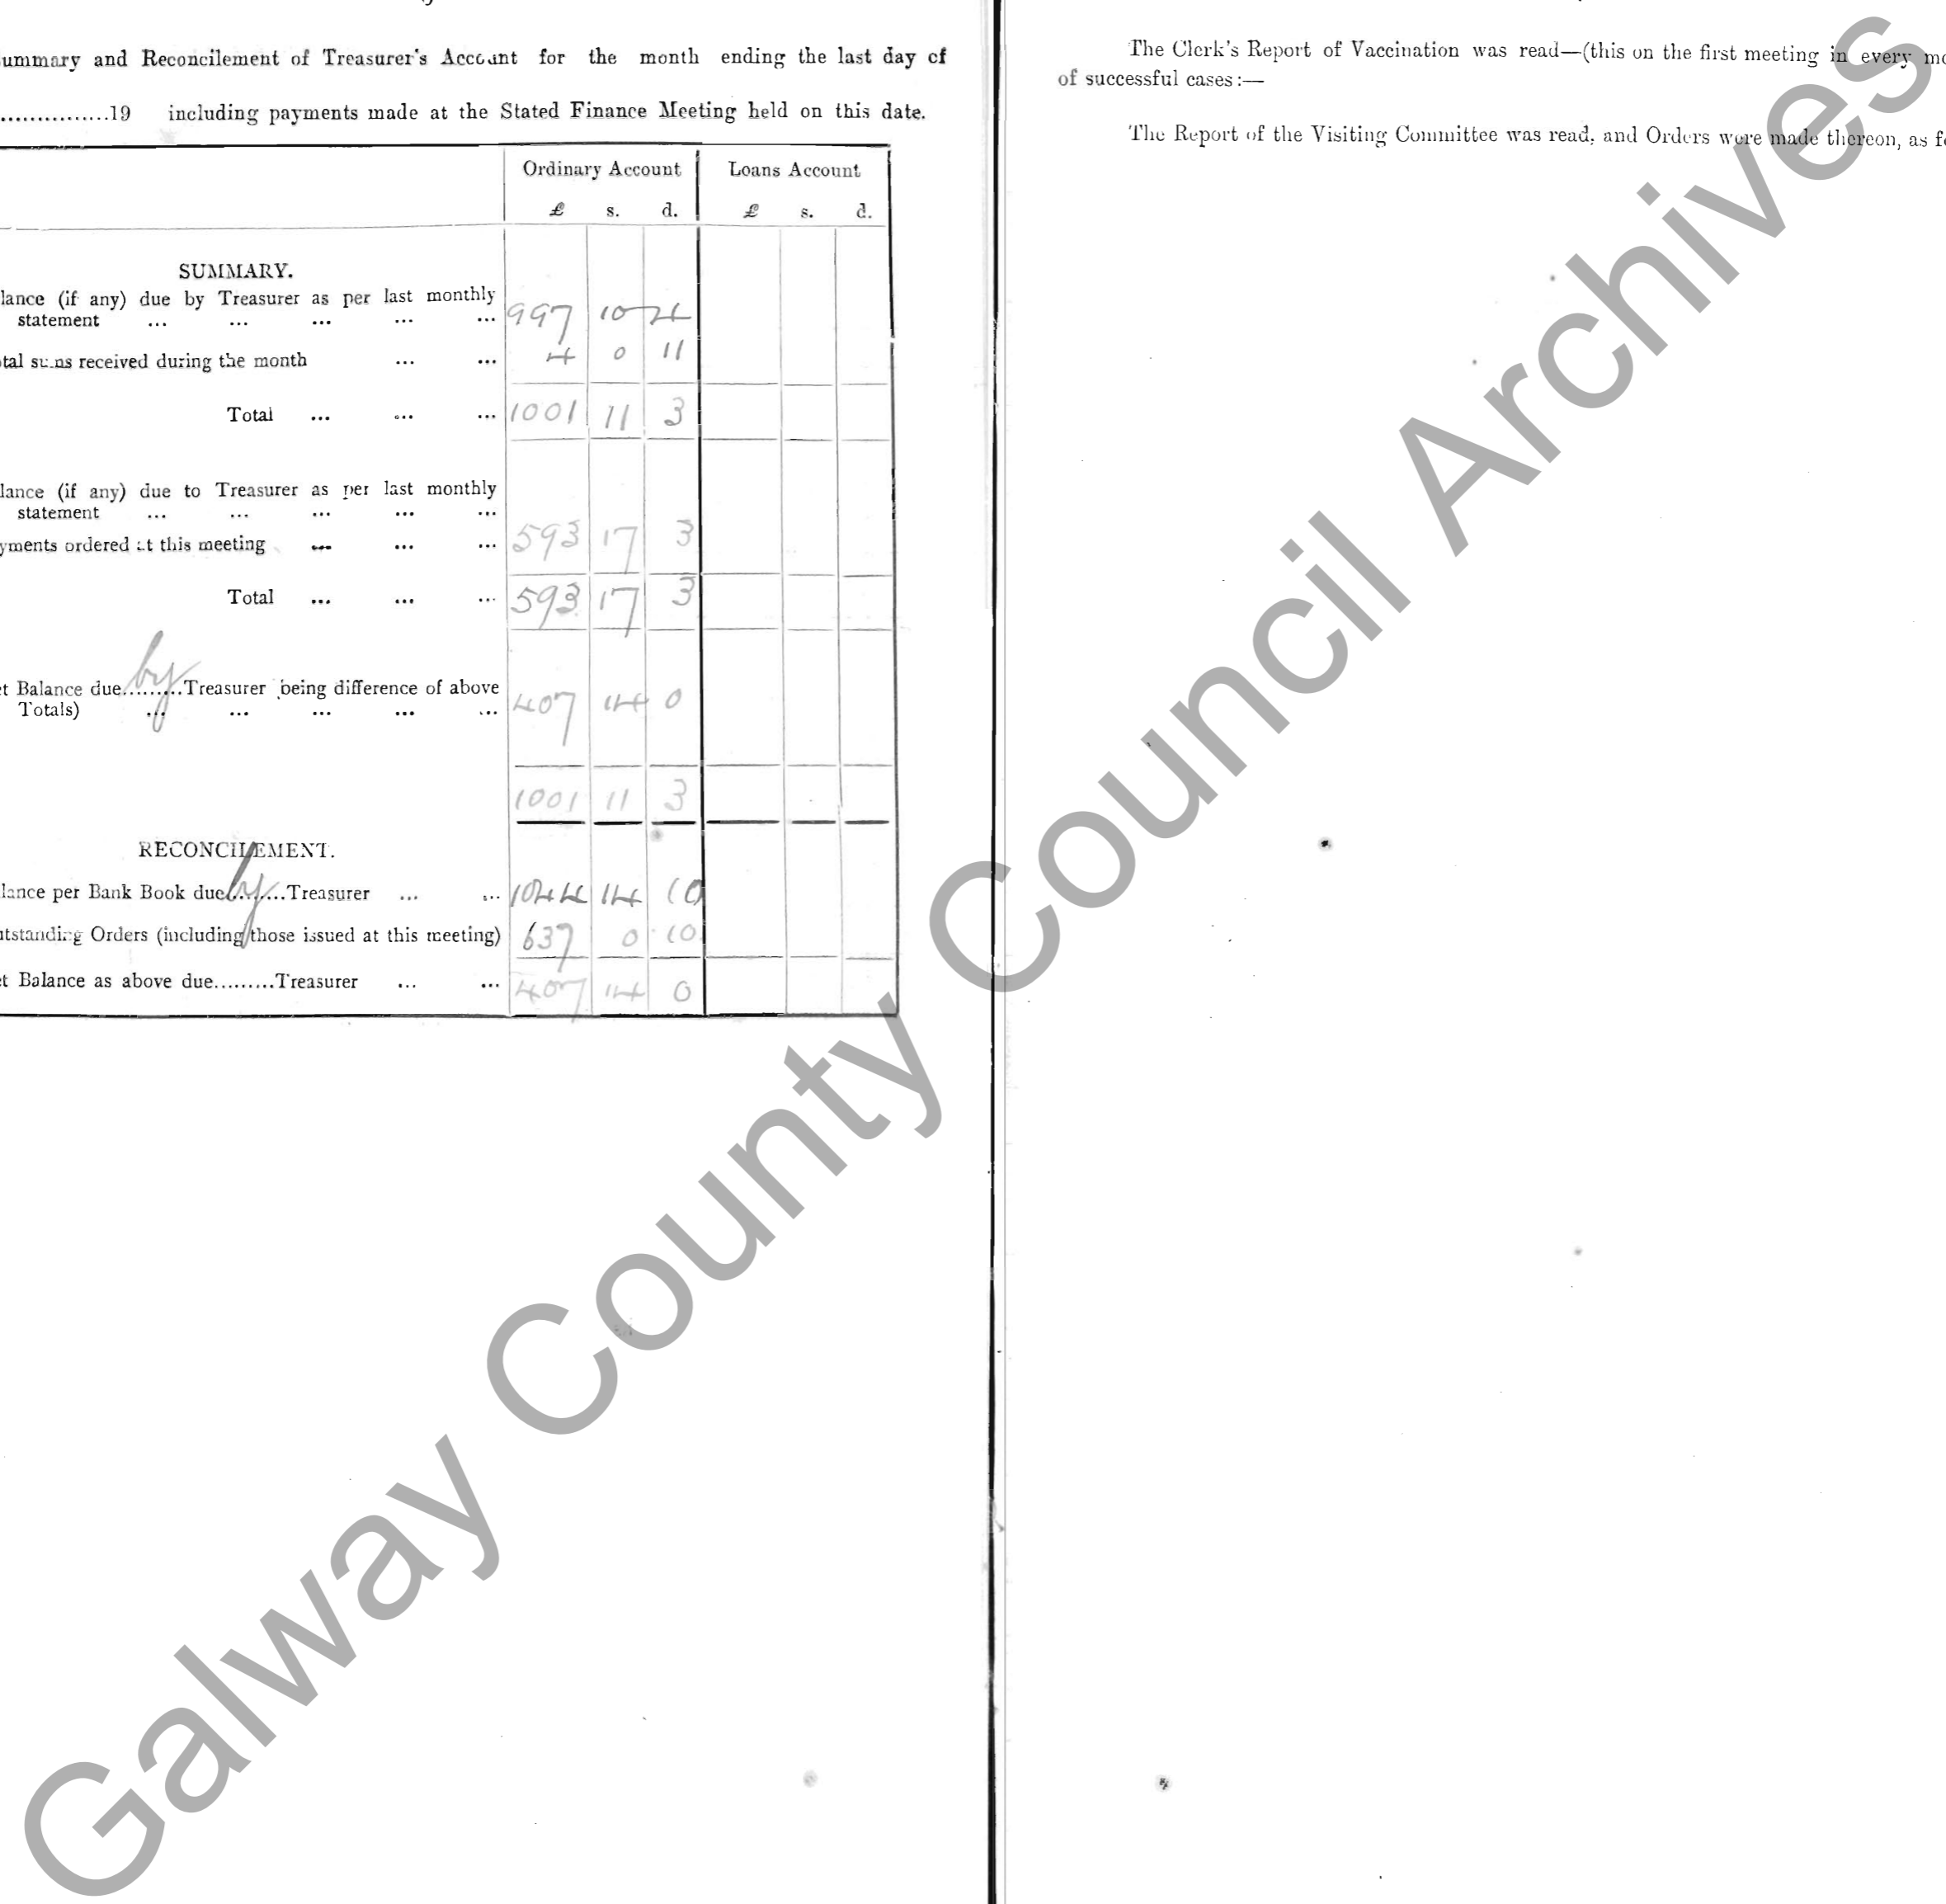 ummary and Reconcilement of Treasurer's Account for the month ending the last day of
................19 including payments made at the Stated Finance Meeting held on this date.
Ordinary Account Loans Account
£ s. d. £ s. d.
SUMMARY.
lance (if any) due by Treasurer as per last monthly
statement ... ... ... ... ... 997 10 4
tal sums received during the month ... ... 4 0 11
Total ... ... ... 1001 11 3
lance (if any) due to Treasurer as per last monthly
statement ... ... ... ... ...
yments ordered at this meeting ... ... ... 593 17 3
Total ... ... ... 593 17 3
t Balance due by Treasurer being difference of above
Totals) ... ... ... ... ... 407 14 0
1001 11 3
RECONCILEMENT.
lance per Bank Book due by Treasurer ... ... 1044 14 10
tstanding Orders (including those issued at this meeting) 637 0 10
t Balance as above due.........Treasurer ... ... 407 14 0
The Clerk's Report of Vaccination was read—(this on the first meeting in every mo
of successful cases:—
The Report of the Visiting Committee was read, and Orders were made thereon, as fo
Galway County Council Archives